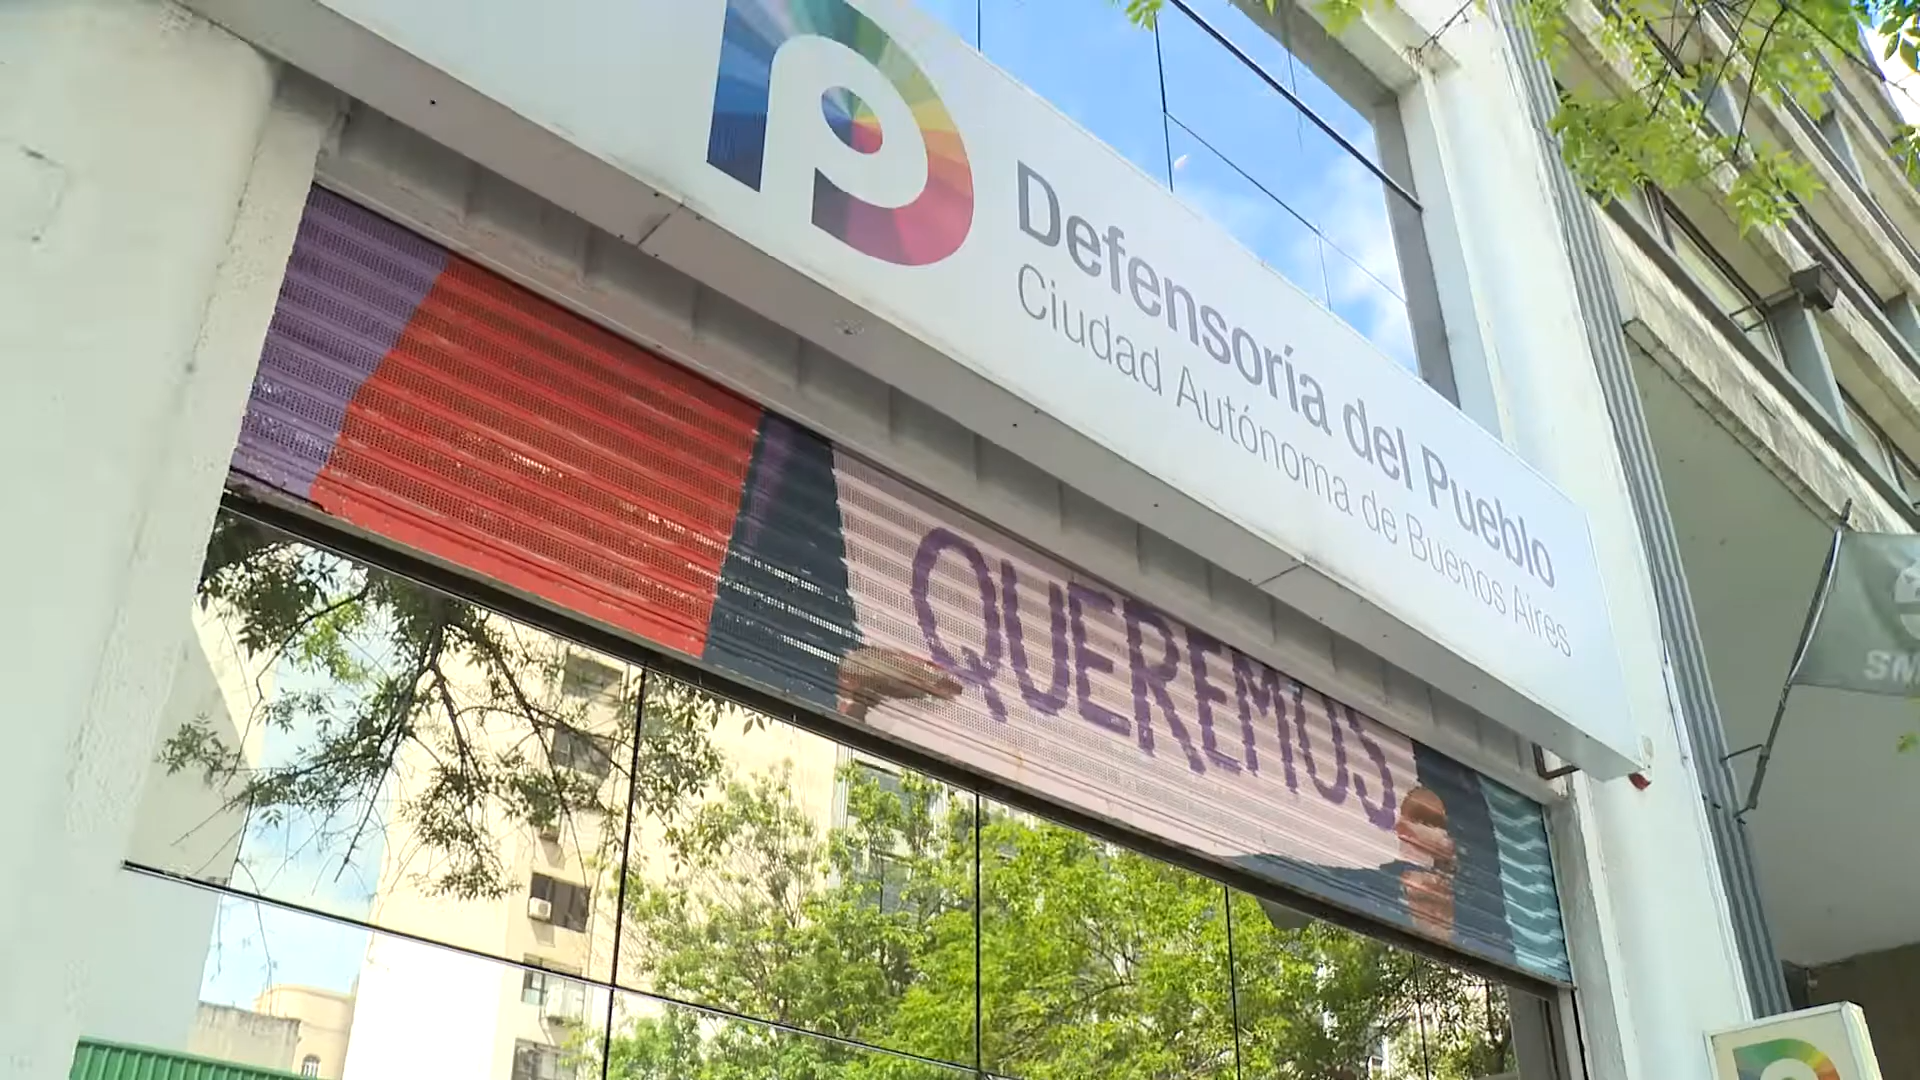 Defensoría del Pueblo
Ciudad Autónoma de Buenos Aires
QUEREMOS